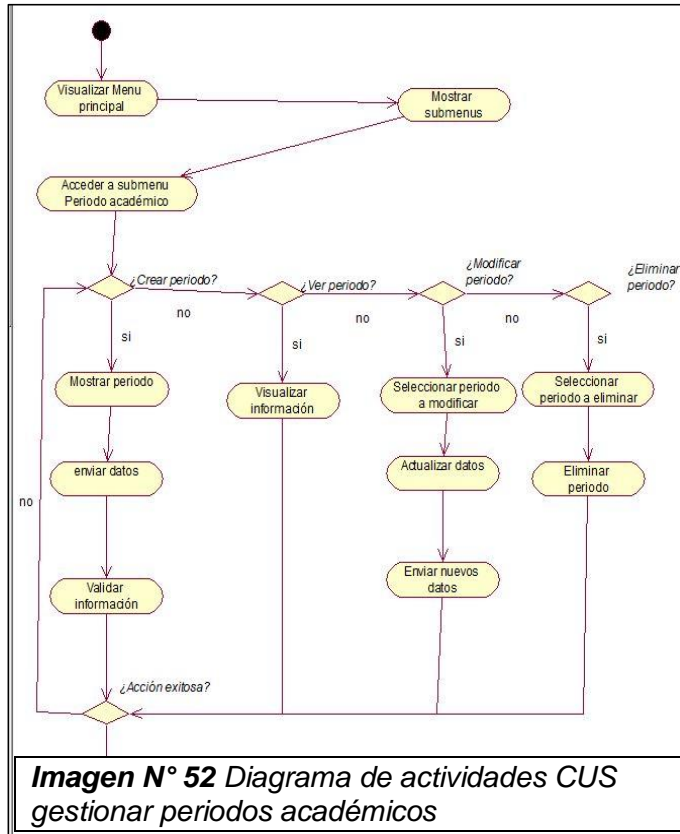 Visualizar Menu
principal
Mostrar
submenus
Acceder a submenu
Periodo académico
¿Crear periodo?
¿Ver periodo?
¿Modificar
periodo?
¿Eliminar
periodo?
no
no
no
si
si
si
si
Mostrar periodo
Visualizar
información
Seleccionar periodo
a modificar
Seleccionar
periodo a eliminar
enviar datos
Actualizar datos
Eliminar
periodo
no
Validar
información
Enviar nuevos
datos
¿Acción exitosa?
Imagen N° 52 Diagrama de actividades CUS
gestionar periodos académicos